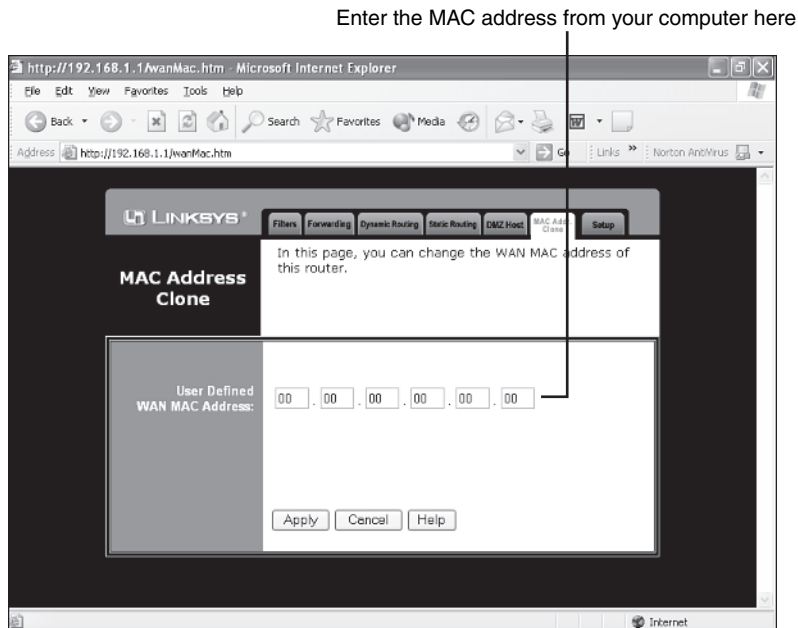 Enter the MAC address from your computer here
http://192.168.1.1/wanMac.htm - Microsoft Internet Explorer
File Edit View Favorites Tools Help
Back Search Favorites Media
Address http://192.168.1.1/wanMac.htm Go Links » Norton AntiVirus
LINKSYS® Filters Forwarding Dynamic Routing Static Routing DMZ Host MAC Addr. Clone Setup
MAC Address
Clone
In this page, you can change the WAN MAC address of
this router.
User Defined
WAN MAC Address:
00 . 00 . 00 . 00 . 00 . 00
Apply Cancel Help
Internet